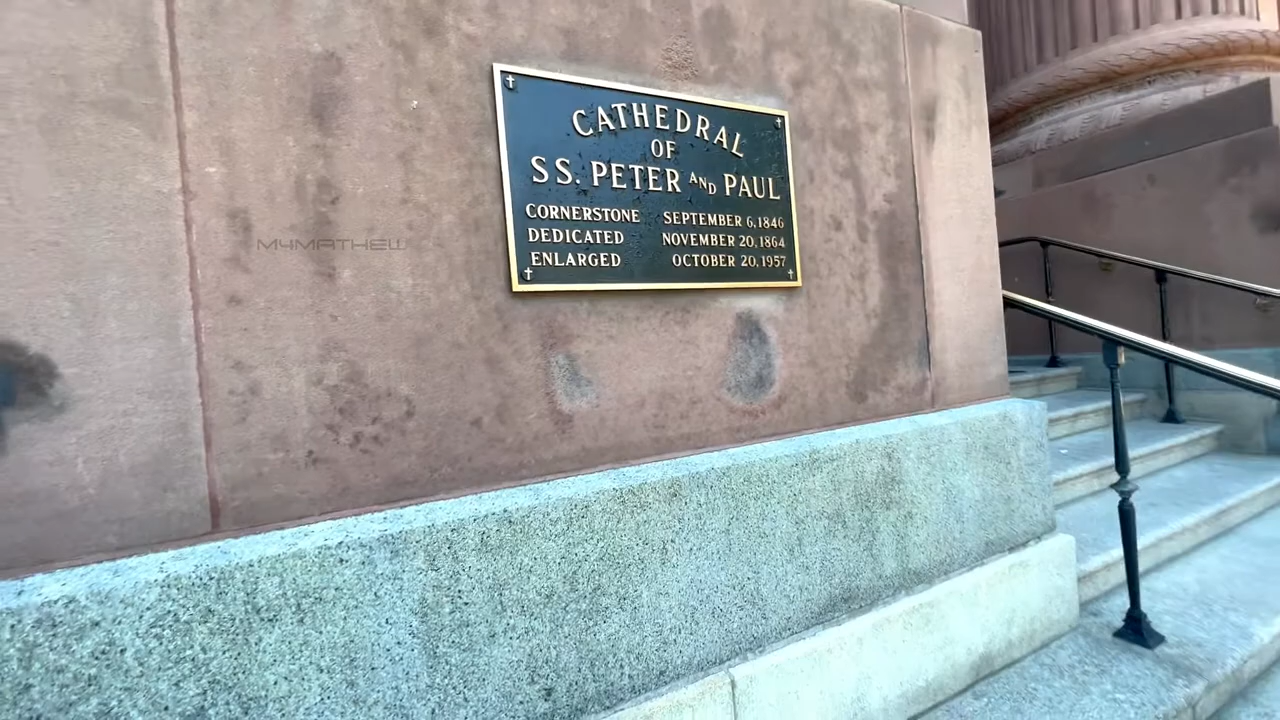 CATHEDRAL
OF
SS. PETER AND PAUL
CORNERSTONE SEPTEMBER 6, 1846
DEDICATED NOVEMBER 20, 1864
ENLARGED OCTOBER 20, 1957
M4MATHEW